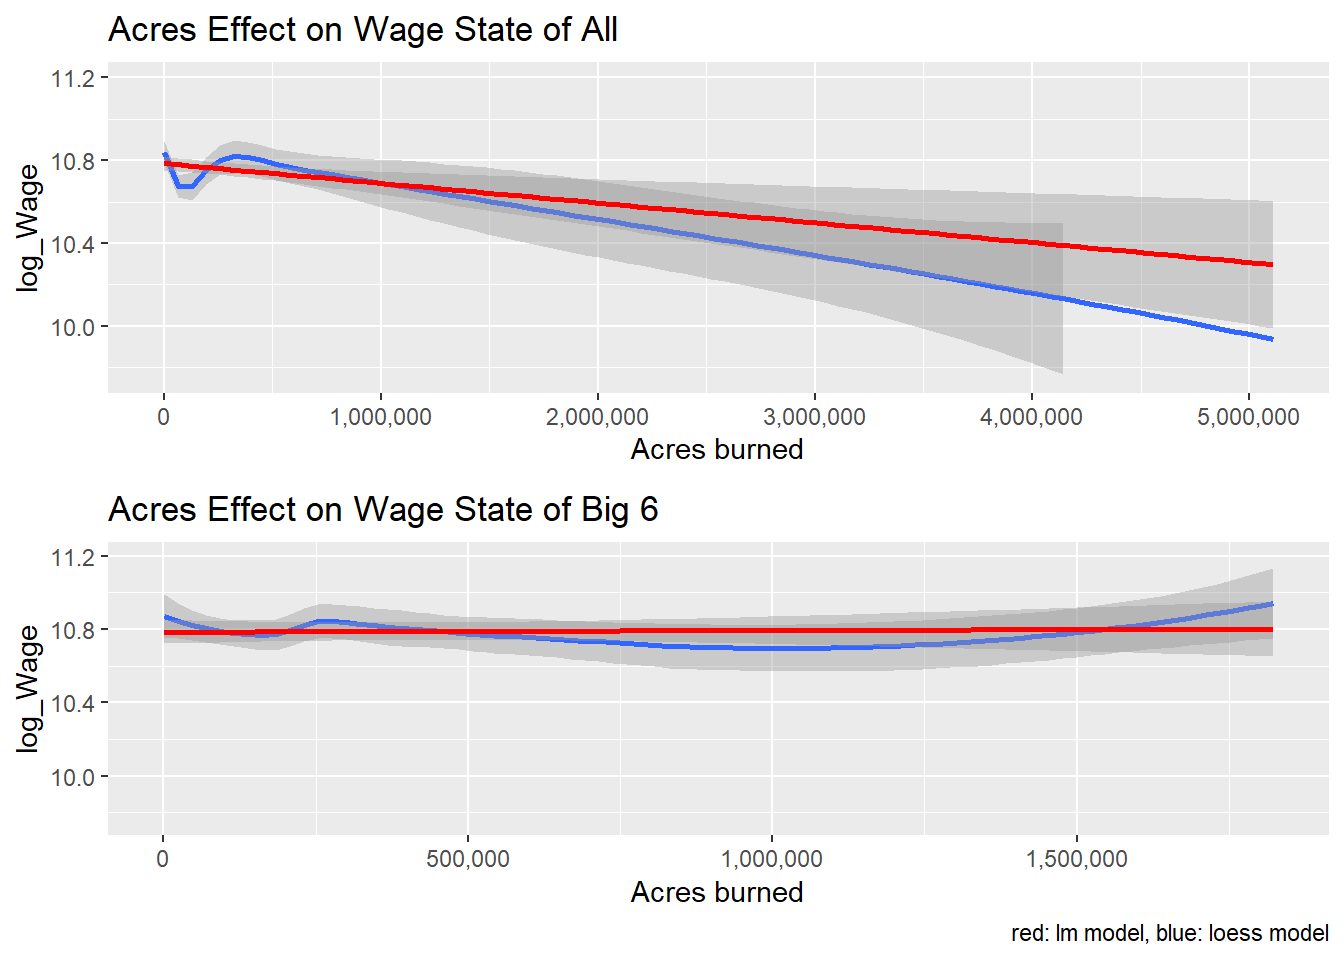 Acres Effect on Wage State of All
11.2
10.8
10.4
10.0
log_Wage
0 1,000,000 2,000,000 3,000,000 4,000,000 5,000,000
Acres burned
Acres Effect on Wage State of Big 6
11.2
10.8
10.4
10.0
log_Wage
0 500,000 1,000,000 1,500,000
Acres burned
red: lm model, blue: loess model